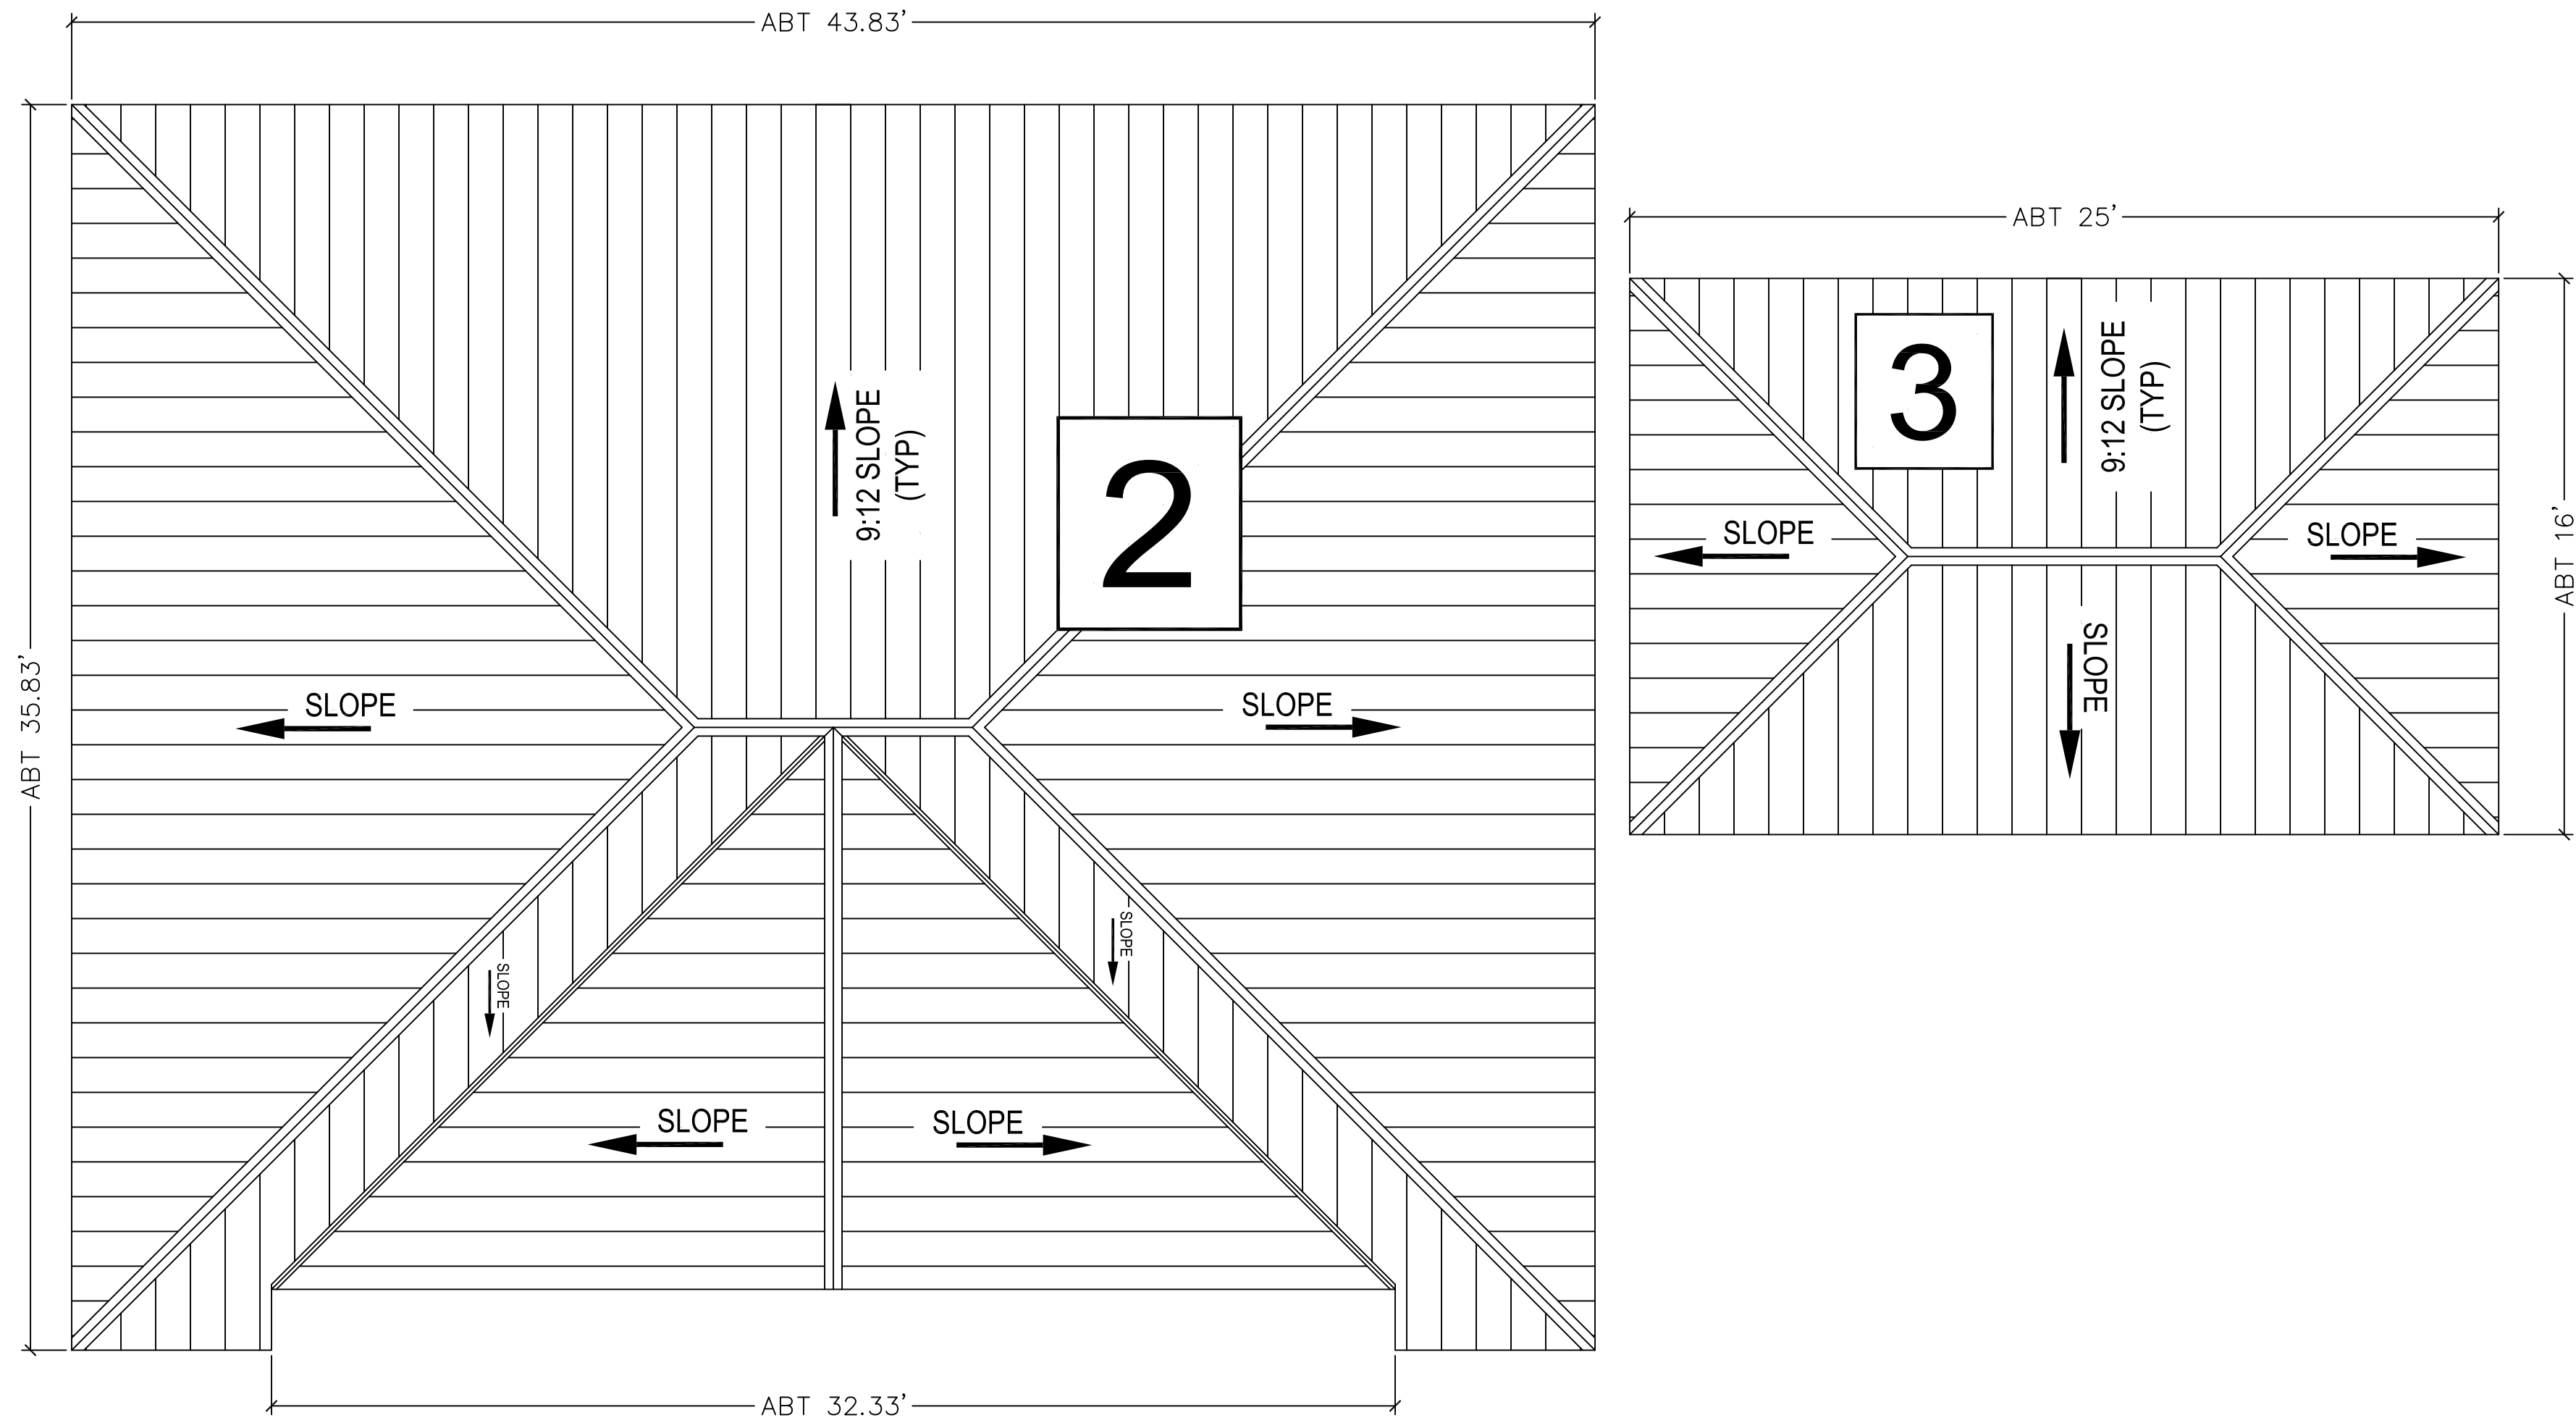 ABT 43.83'
ABT 35.83'
9:12 SLOPE
(TYP)
2
SLOPE
SLOPE
SLOPE
SLOPE
SLOPE
SLOPE
ABT 32.33'
ABT 25'
3
9:12 SLOPE
(TYP)
SLOPE
SLOPE
SLOPE
ABT 16'